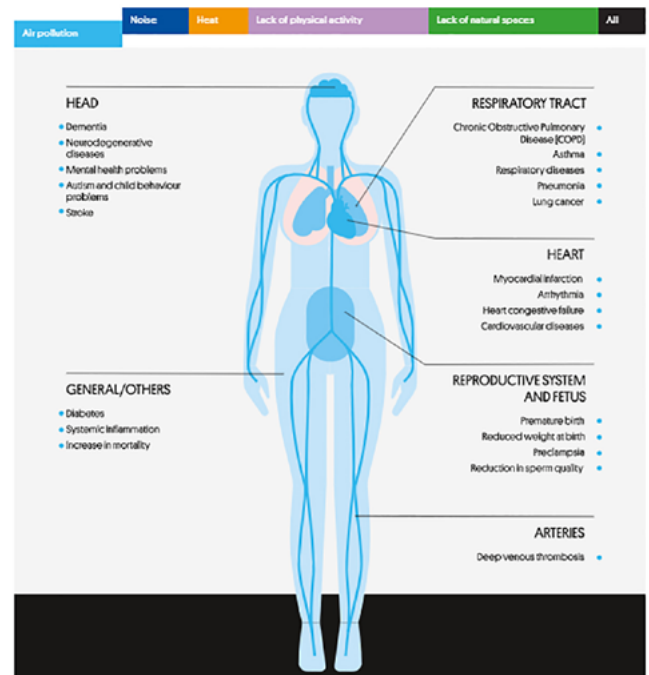 Air pollution
Noise
Heat
Lack of physical activity
Lack of natural spaces
All
HEAD
Dementia
Neurodegenerative
diseases
Mental health problems
Autism and child behaviour
problems
Stroke
GENERAL/OTHERS
Diabetes
Systemic inflammation
Increase in mortality
RESPIRATORY TRACT
Chronic Obstructive Pulmonary
Disease [COPD]
Asthma
Respiratory diseases
Pneumonia
Lung cancer
HEART
Myocardial infarction
Arrhythmia
Heart congestive failure
Cardiovascular diseases
REPRODUCTIVE SYSTEM
AND FETUS
Premature birth
Reduced weight at birth
Preclampsia
Reduction in sperm quality
ARTERIES
Deep venous thrombosis